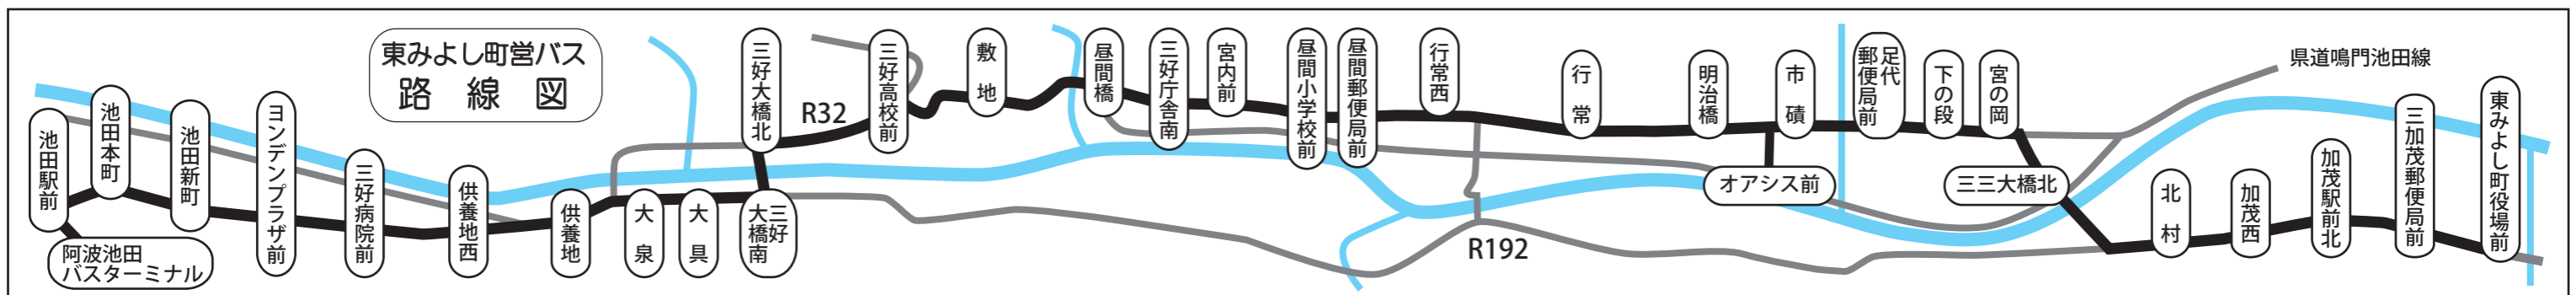 東みよし町営バス
路線図
池田駅前
阿波池田
バスターミナル
池田本町
池田新町
ヨンデンプラザ前
三好病院前
供養地西
供養地
大泉
大具
三好
大橋南
三好大橋北
R32
三好高校前
敷地
昼間橋
三好庁舎南
宮内前
昼間小学校前
昼間郵便局前
行常西
R192
行常
明治橋
市磧
オアシス前
足代
郵便局前
下の段
宮の岡
三三大橋北
県道鳴門池田線
北村
加茂西
加茂駅前北
三加茂郵便局前
東みよし町役場前